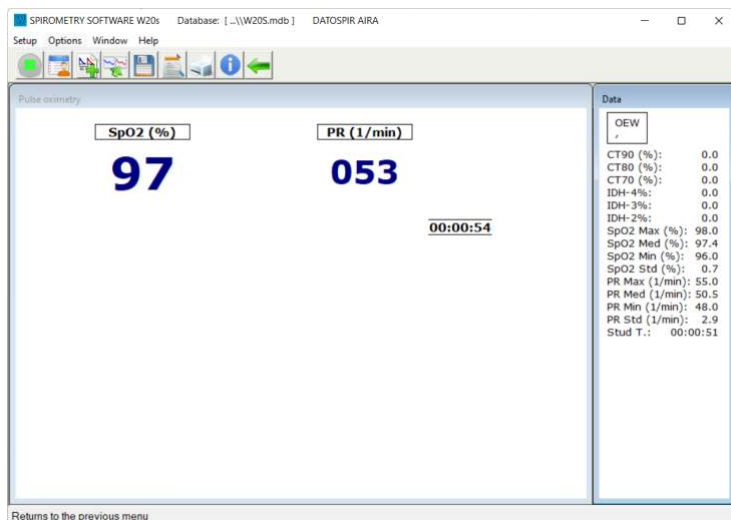 SPIROMETRY SOFTWARE W20s Database: [ ..\\W20S.mdb ] DATOSPIR AIRA
Setup Options Window Help
Pulse oximetry
SpO2 (%) PR (1/min)
97 053
00:00:54
Data
OEW
,
CT90 (%): 0.0
CT80 (%): 0.0
CT70 (%): 0.0
IDH-4%: 0.0
IDH-3%: 0.0
IDH-2%: 0.0
SpO2 Max (%): 98.0
SpO2 Med (%): 97.4
SpO2 Min (%): 96.0
SpO2 Std (%): 0.7
PR Max (1/min): 55.0
PR Med (1/min): 50.5
PR Min (1/min): 48.0
PR Std (1/min): 2.9
Stud T.: 00:00:51
Returns to the previous menu